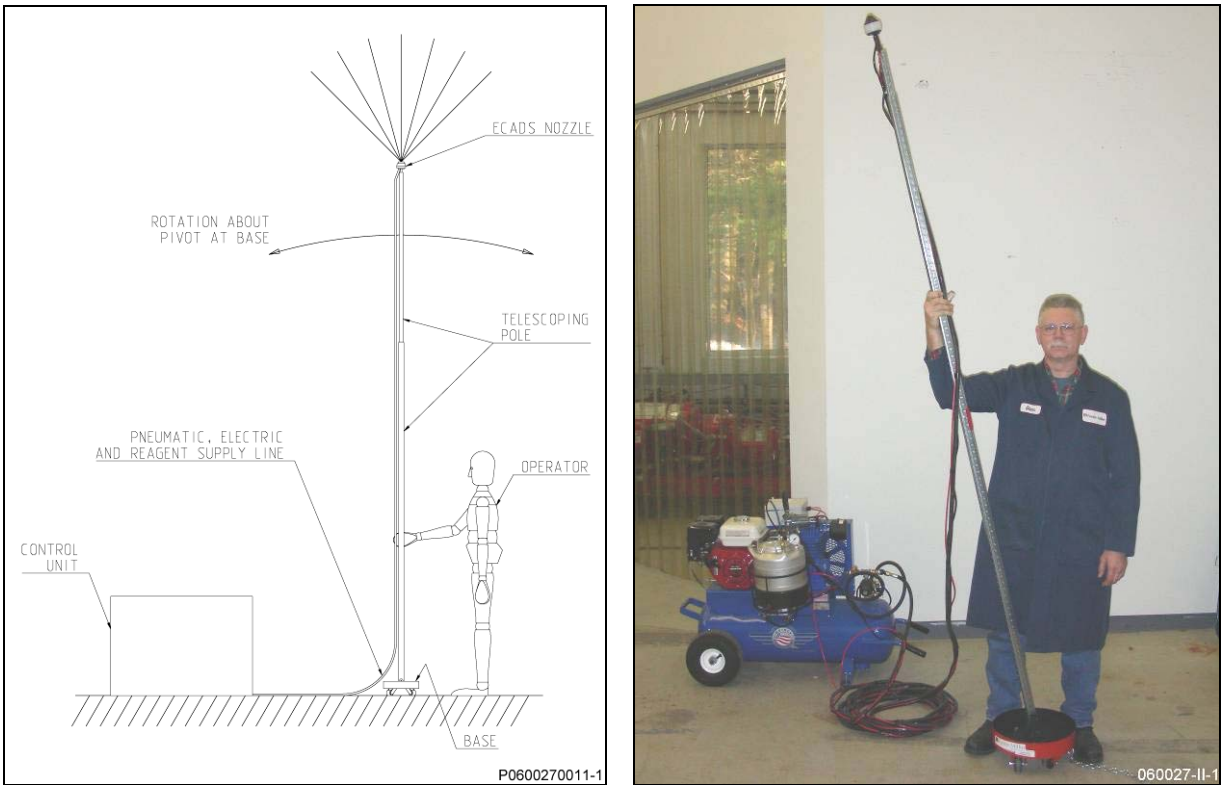 ECADS NOZZLE
ROTATION ABOUT
PIVOT AT BASE
TELESCOPING
POLE
PNEUMATIC, ELECTRIC
AND REAGENT SUPPLY LINE
OPERATOR
CONTROL
UNIT
BASE
P0600270011-1
060027-II-1